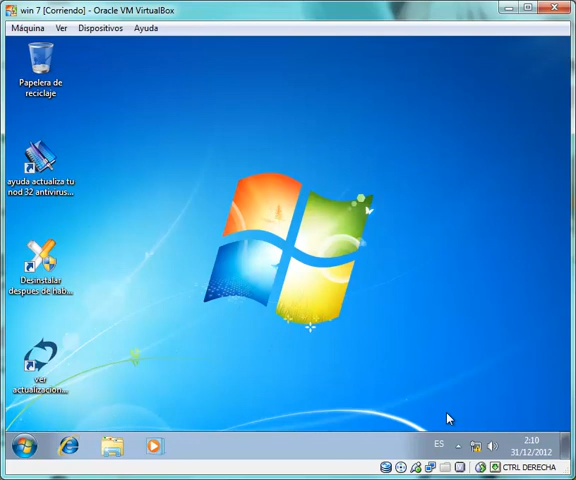 win 7 [Corriendo] - Oracle VM VirtualBox
Máquina Ver Dispositivos Ayuda
Papelera de
reciclaje
ayuda actualiza tu
nod 32 antivirus...
Desinstalar
despues de hab...
ver
actualizacion...
ES
2:10
31/12/2012
CTRL DERECHA